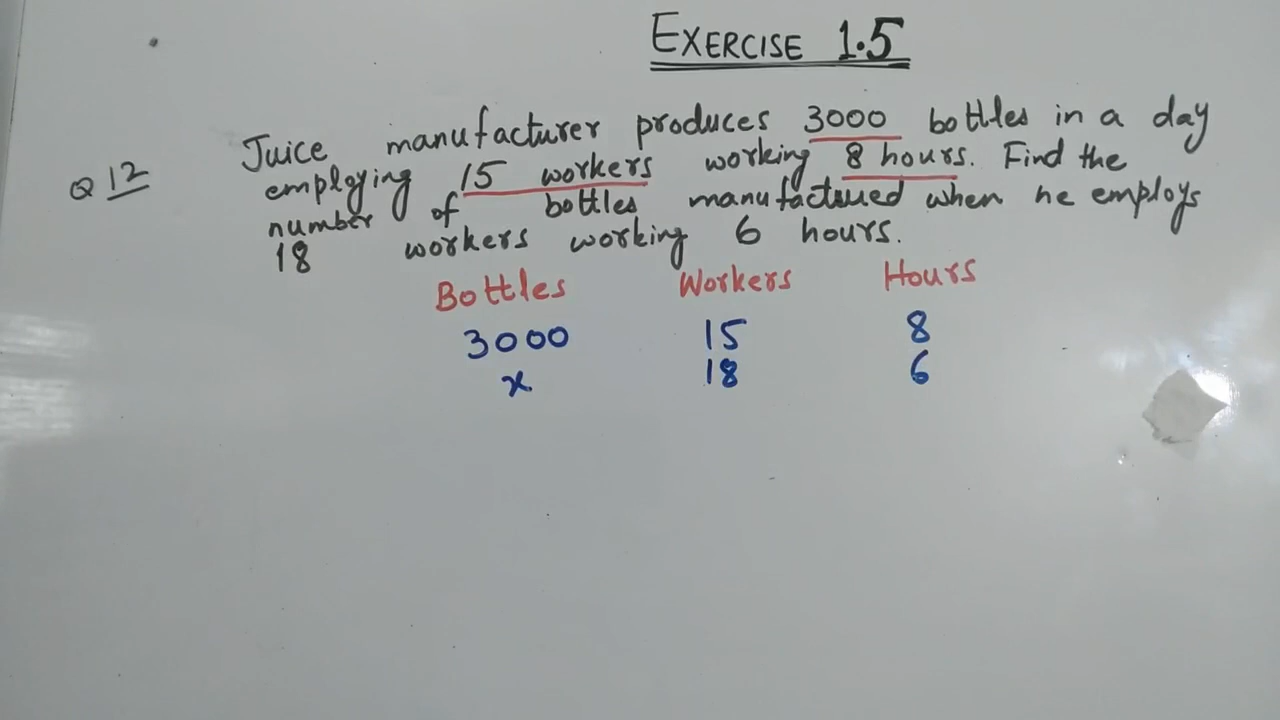 EXERCISE 1.5
Q 12 Juice manufacturer produces 3000 bottles in a day
employing 15 workers working 8 hours. Find the
number of bottles manufactured when he employs
18 workers working 6 hours.
Bottles Workers Hours
3000 15 8
x 18 6